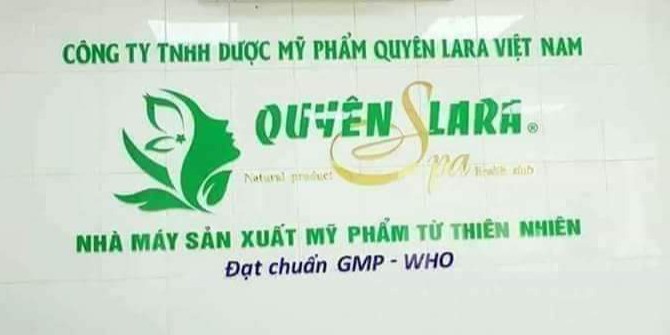 CÔNG TY TNHH DƯỢC MỸ PHẨM QUYÊN LARA VIỆT NAM
QUYÊN LARA ®
Spa
Natural product Health club
NHÀ MÁY SẢN XUẤT MỸ PHẨM TỪ THIÊN NHIÊN
Đạt chuẩn GMP - WHO